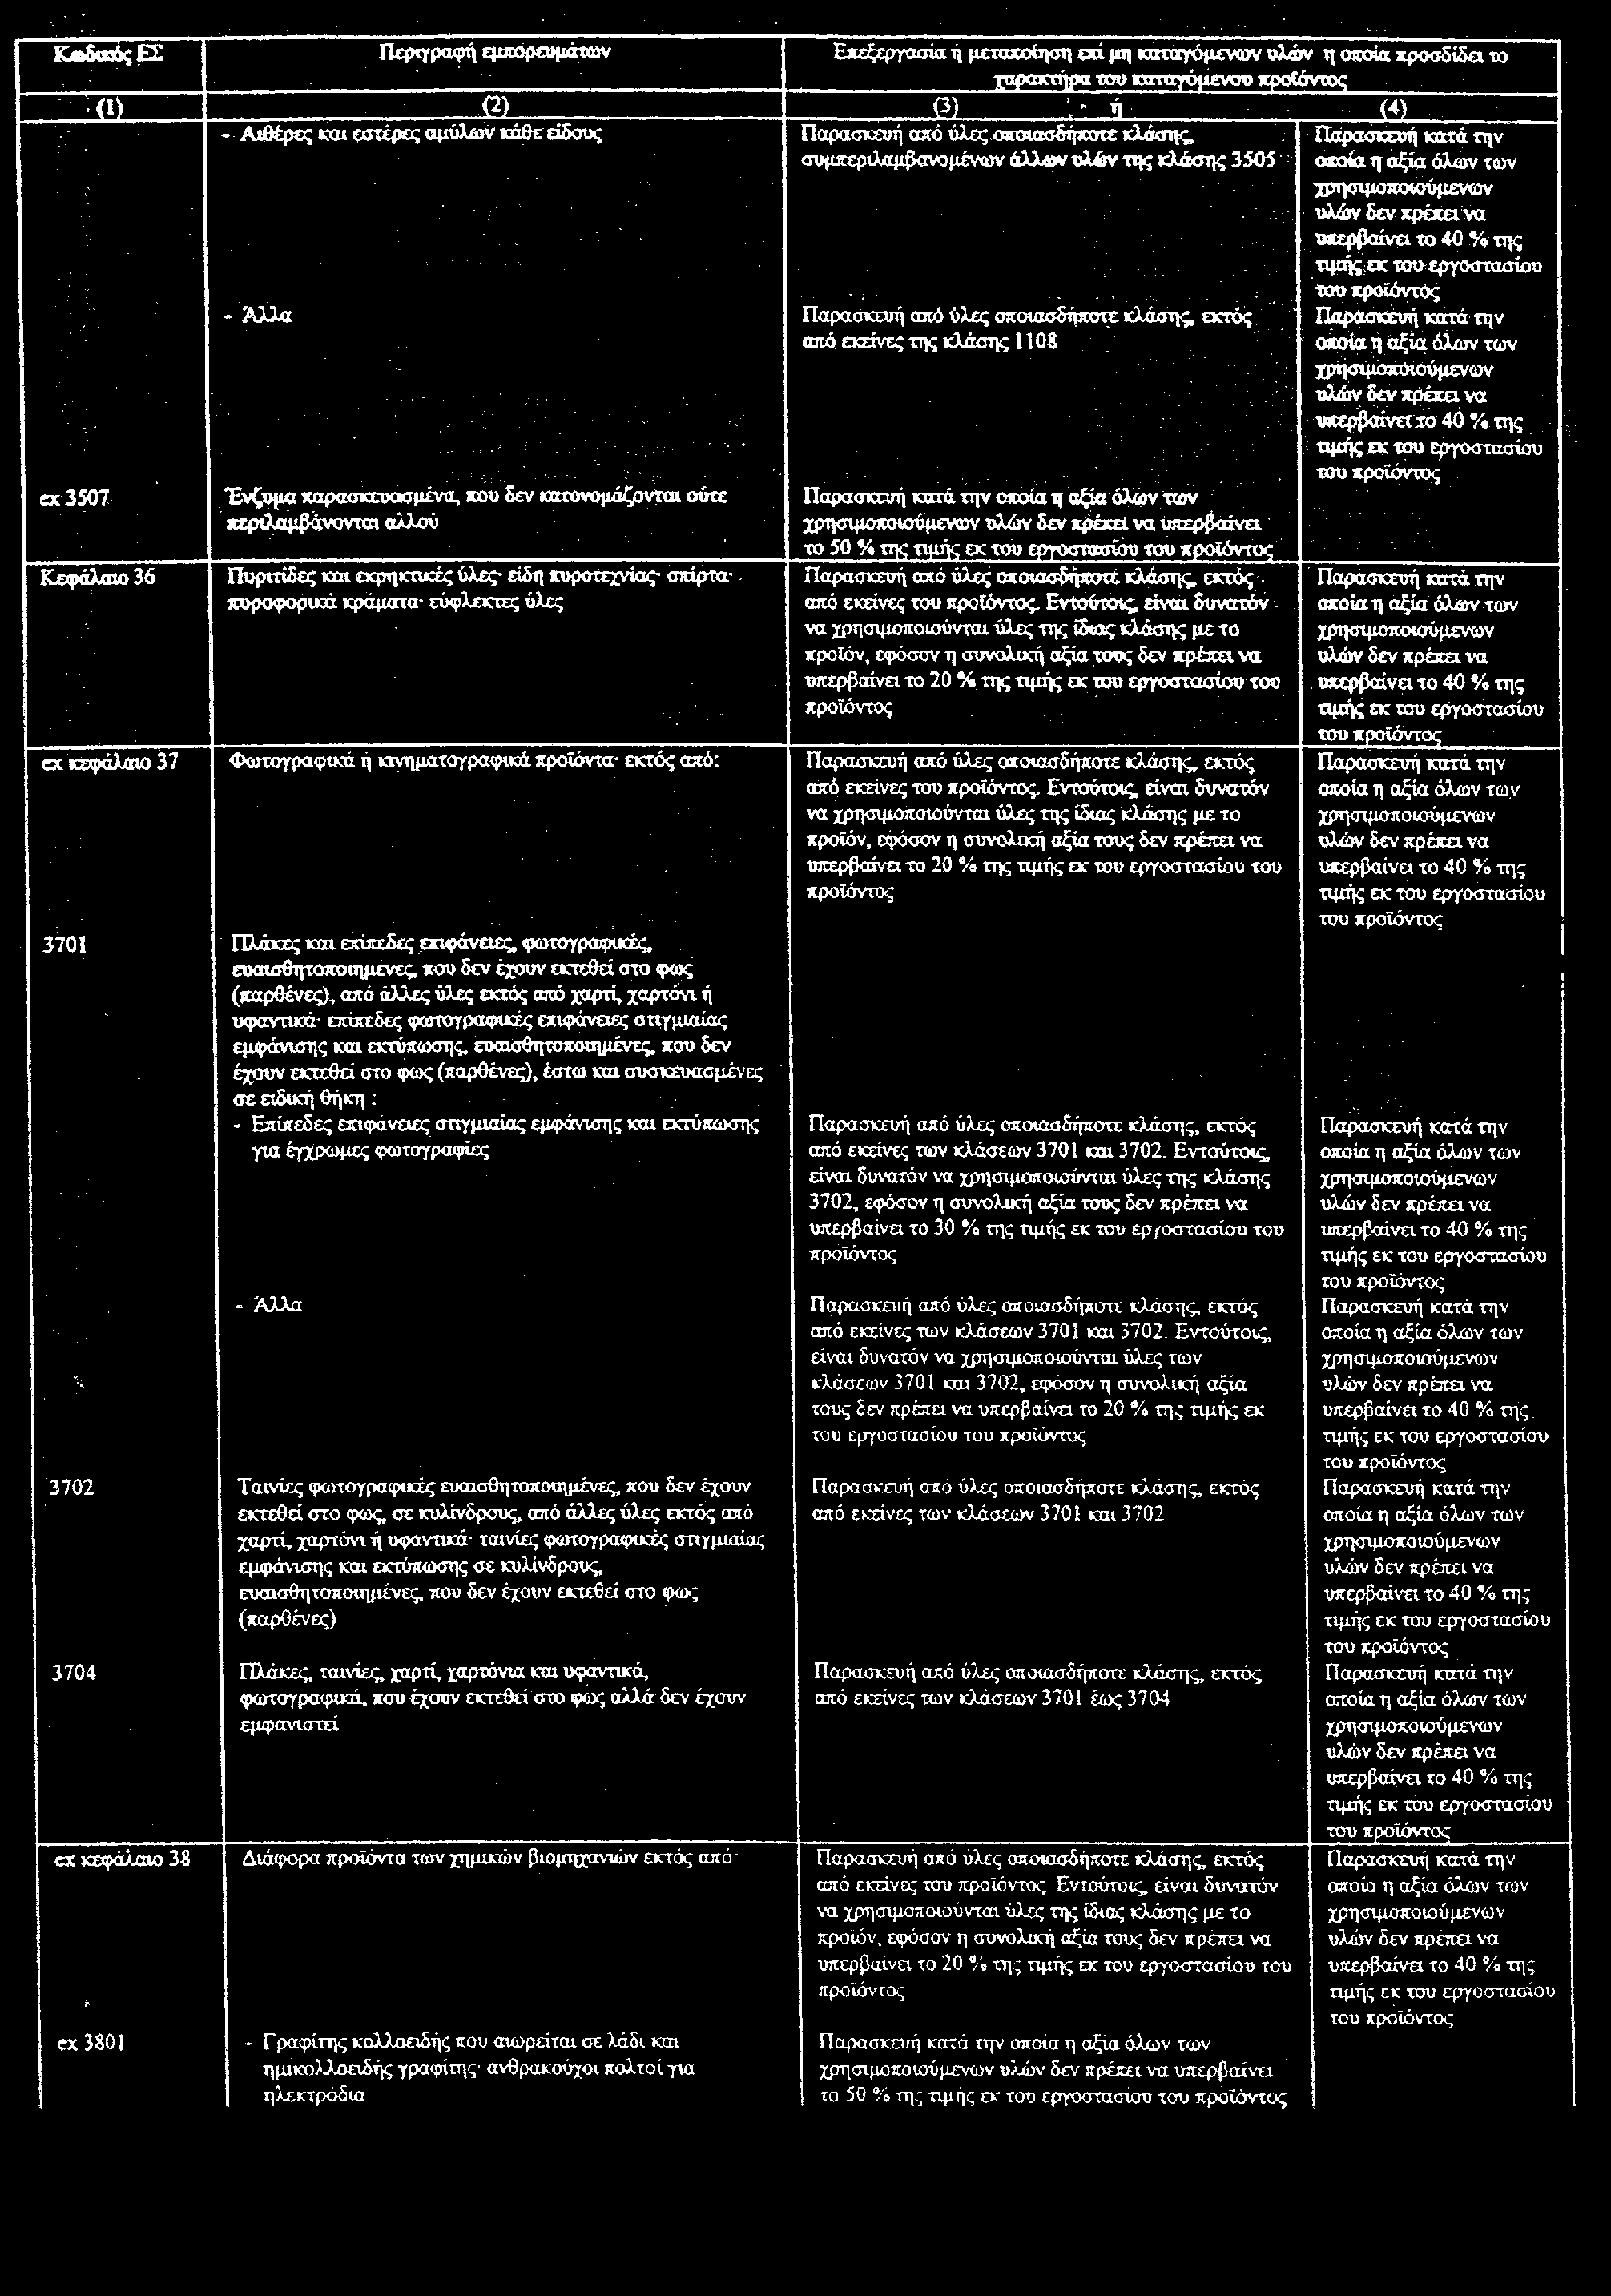 Κωδικός ΕΣ
Περιγραφή εμπορευμάτων
Επεξεργασία ή μεταποίηση επί μη καταγόμενων υλών η οποία προσδίδει το
χαρακτήρα του καταγόμενου προϊόντος
(1)
(2)
(3) ή (4)
- Αιθέρες και εστέρες αμύλων κάθε είδους
Παρασκευή από ύλες οποιασδήποτε κλάσης,
συμπεριλαμβανομένων άλλων υλών της κλάσης 3505
Παρασκευή κατά την
οποία η αξία όλων των
χρησιμοποιούμενων
υλών δεν πρέπει να
υπερβαίνει το 40 % της
τιμής εκ του εργοστασίου
του προϊόντος
- Άλλα
Παρασκευή από ύλες οποιασδήποτε κλάσης, εκτός
από εκείνες της κλάσης 1108
Παρασκευή κατά την
οποία η αξία όλων των
χρησιμοποιούμενων
υλών δεν πρέπει να
υπερβαίνει το 40 % της
τιμής εκ του εργοστασίου
του προϊόντος
ex 3507
Ένζυμα παρασκευασμένα, που δεν κατονομάζονται ούτε
περιλαμβάνονται αλλού
Παρασκευή κατά την οποία η αξία όλων των
χρησιμοποιούμενων υλών δεν πρέπει να υπερβαίνει
το 50 % της τιμής εκ του εργοστασίου του προϊόντος
Κεφάλαιο 36
Πυριτίδες και εκρηκτικές ύλες· είδη πυροτεχνίας· σπίρτα·
πυροφορικά κράματα· εύφλεκτες ύλες
Παρασκευή από ύλες οποιασδήποτε κλάσης, εκτός
από εκείνες του προϊόντος. Εντούτοις, είναι δυνατόν
να χρησιμοποιούνται ύλες της ίδιας κλάσης με το
προϊόν, εφόσον η συνολική αξία τους δεν πρέπει να
υπερβαίνει το 20 % της τιμής εκ του εργοστασίου του
προϊόντος
Παρασκευή κατά την
οποία η αξία όλων των
χρησιμοποιούμενων
υλών δεν πρέπει να
υπερβαίνει το 40 % της
τιμής εκ του εργοστασίου
του προϊόντος
ex κεφάλαιο 37
Φωτογραφικά ή κινηματογραφικά προϊόντα· εκτός από:
Παρασκευή από ύλες οποιασδήποτε κλάσης, εκτός
από εκείνες του προϊόντος. Εντούτοις, είναι δυνατόν
να χρησιμοποιούνται ύλες της ίδιας κλάσης με το
προϊόν, εφόσον η συνολική αξία τους δεν πρέπει να
υπερβαίνει το 20 % της τιμής εκ του εργοστασίου του
προϊόντος
Παρασκευή κατά την
οποία η αξία όλων των
χρησιμοποιούμενων
υλών δεν πρέπει να
υπερβαίνει το 40 % της
τιμής εκ του εργοστασίου
του προϊόντος
3701
Πλάκες και επίπεδες επιφάνειες, φωτογραφικές,
ευαισθητοποιημένες, που δεν έχουν εκτεθεί στο φως
(παρθένες), από άλλες ύλες εκτός από χαρτί, χαρτόνι ή
υφαντικά· επίπεδες φωτογραφικές επιφάνειες στιγμιαίας
εμφάνισης και εκτύπωσης, ευαισθητοποιημένες, που δεν
έχουν εκτεθεί στο φως (παρθένες), έστω και συσκευασμένες
σε ειδική θήκη :
- Επίπεδες επιφάνειες στιγμιαίας εμφάνισης και εκτύπωσης
για έγχρωμες φωτογραφίες
Παρασκευή από ύλες οποιασδήποτε κλάσης, εκτός
από εκείνες των κλάσεων 3701 και 3702. Εντούτοις,
είναι δυνατόν να χρησιμοποιούνται ύλες της κλάσης
3702, εφόσον η συνολική αξία τους δεν πρέπει να
υπερβαίνει το 30 % της τιμής εκ του εργοστασίου του
προϊόντος
Παρασκευή κατά την
οποία η αξία όλων των
χρησιμοποιούμενων
υλών δεν πρέπει να
υπερβαίνει το 40 % της
τιμής εκ του εργοστασίου
του προϊόντος
- Άλλα
Παρασκευή από ύλες οποιασδήποτε κλάσης, εκτός
από εκείνες των κλάσεων 3701 και 3702. Εντούτοις,
είναι δυνατόν να χρησιμοποιούνται ύλες των
κλάσεων 3701 και 3702, εφόσον η συνολική αξία
τους δεν πρέπει να υπερβαίνει το 20 % της τιμής εκ
του εργοστασίου του προϊόντος
Παρασκευή κατά την
οποία η αξία όλων των
χρησιμοποιούμενων
υλών δεν πρέπει να
υπερβαίνει το 40 % της
τιμής εκ του εργοστασίου
του προϊόντος
3702
Ταινίες φωτογραφικές ευαισθητοποιημένες, που δεν έχουν
εκτεθεί στο φως, σε κυλίνδρους, από άλλες ύλες εκτός από
χαρτί, χαρτόνι ή υφαντικά· ταινίες φωτογραφικές στιγμιαίας
εμφάνισης και εκτύπωσης σε κυλίνδρους,
ευαισθητοποιημένες, που δεν έχουν εκτεθεί στο φως
(παρθένες)
Παρασκευή από ύλες οποιασδήποτε κλάσης, εκτός
από εκείνες των κλάσεων 3701 και 3702
Παρασκευή κατά την
οποία η αξία όλων των
χρησιμοποιούμενων
υλών δεν πρέπει να
υπερβαίνει το 40 % της
τιμής εκ του εργοστασίου
του προϊόντος
3704
Πλάκες, ταινίες, χαρτί, χαρτόνια και υφαντικά,
φωτογραφικά, που έχουν εκτεθεί στο φως αλλά δεν έχουν
εμφανιστεί
Παρασκευή από ύλες οποιασδήποτε κλάσης, εκτός
από εκείνες των κλάσεων 3701 έως 3704
Παρασκευή κατά την
οποία η αξία όλων των
χρησιμοποιούμενων
υλών δεν πρέπει να
υπερβαίνει το 40 % της
τιμής εκ του εργοστασίου
του προϊόντος
ex κεφάλαιο 38
Διάφορα προϊόντα των χημικών βιομηχανιών εκτός από:
Παρασκευή από ύλες οποιασδήποτε κλάσης, εκτός
από εκείνες του προϊόντος. Εντούτοις, είναι δυνατόν
να χρησιμοποιούνται ύλες της ίδιας κλάσης με το
προϊόν, εφόσον η συνολική αξία τους δεν πρέπει να
υπερβαίνει το 20 % της τιμής εκ του εργοστασίου του
προϊόντος
Παρασκευή κατά την
οποία η αξία όλων των
χρησιμοποιούμενων
υλών δεν πρέπει να
υπερβαίνει το 40 % της
τιμής εκ του εργοστασίου
του προϊόντος
ex 3801
- Γραφίτης κολλοειδής που αιωρείται σε λάδι και
ημικολλοειδής γραφίτης· ανθρακούχοι πολτοί για
ηλεκτρόδια
Παρασκευή κατά την οποία η αξία όλων των
χρησιμοποιούμενων υλών δεν πρέπει να υπερβαίνει
το 50 % της τιμής εκ του εργοστασίου του προϊόντος